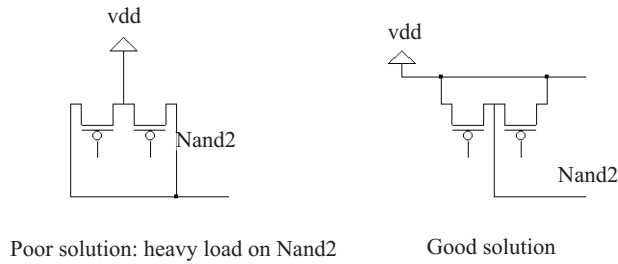 vdd
vdd
Nand2
Nand2
Poor solution: heavy load on Nand2
Good solution